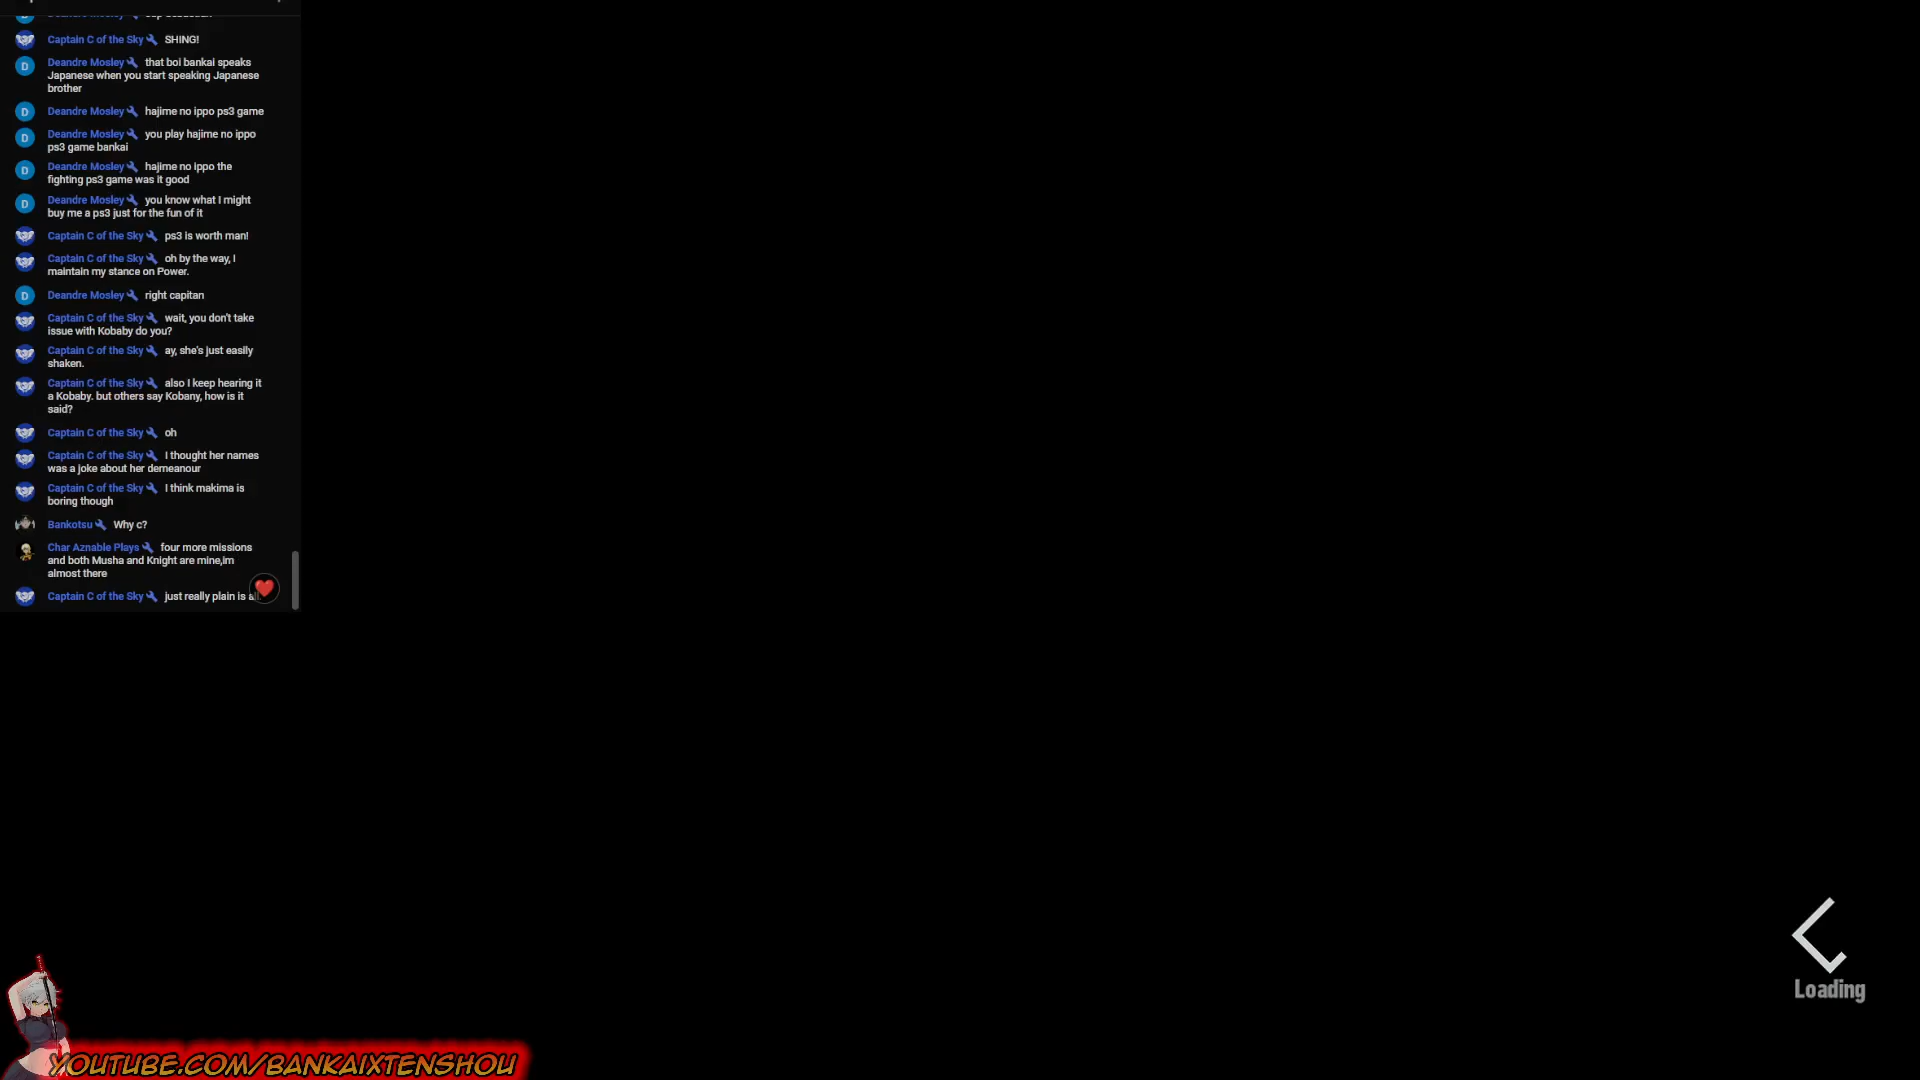 Captain C of the Sky SHING!
Deandre Mosley that boi bankai speaks
Japanese when you start speaking Japanese
brother
Deandre Mosley hajime no ippo ps3 game
Deandre Mosley you play hajime no ippo
ps3 game bankai
Deandre Mosley hajime no ippo the
fighting ps3 game was it good
Deandre Mosley you know what I might
buy me a ps3 just for the fun of it
Captain C of the Sky ps3 is worth man!
Captain C of the Sky oh by the way, I
maintain my stance on Power.
Deandre Mosley right capitan
Captain C of the Sky wait, you don't take
issue with Kobaby do you?
Captain C of the Sky ay, she's just easily
shaken.
Captain C of the Sky also I keep hearing it
a Kobaby. but others say Kobany, how is it
said?
Captain C of the Sky oh
Captain C of the Sky I thought her names
was a joke about her demeanour
Captain C of the Sky I think makima is
boring though
Bankotsu Why c?
Char Aznable Plays four more missions
and both Musha and Knight are mine,im
almost there
Captain C of the Sky just really plain is
Loading
YOUTUBE.COM/BANKAIXTENSHOU